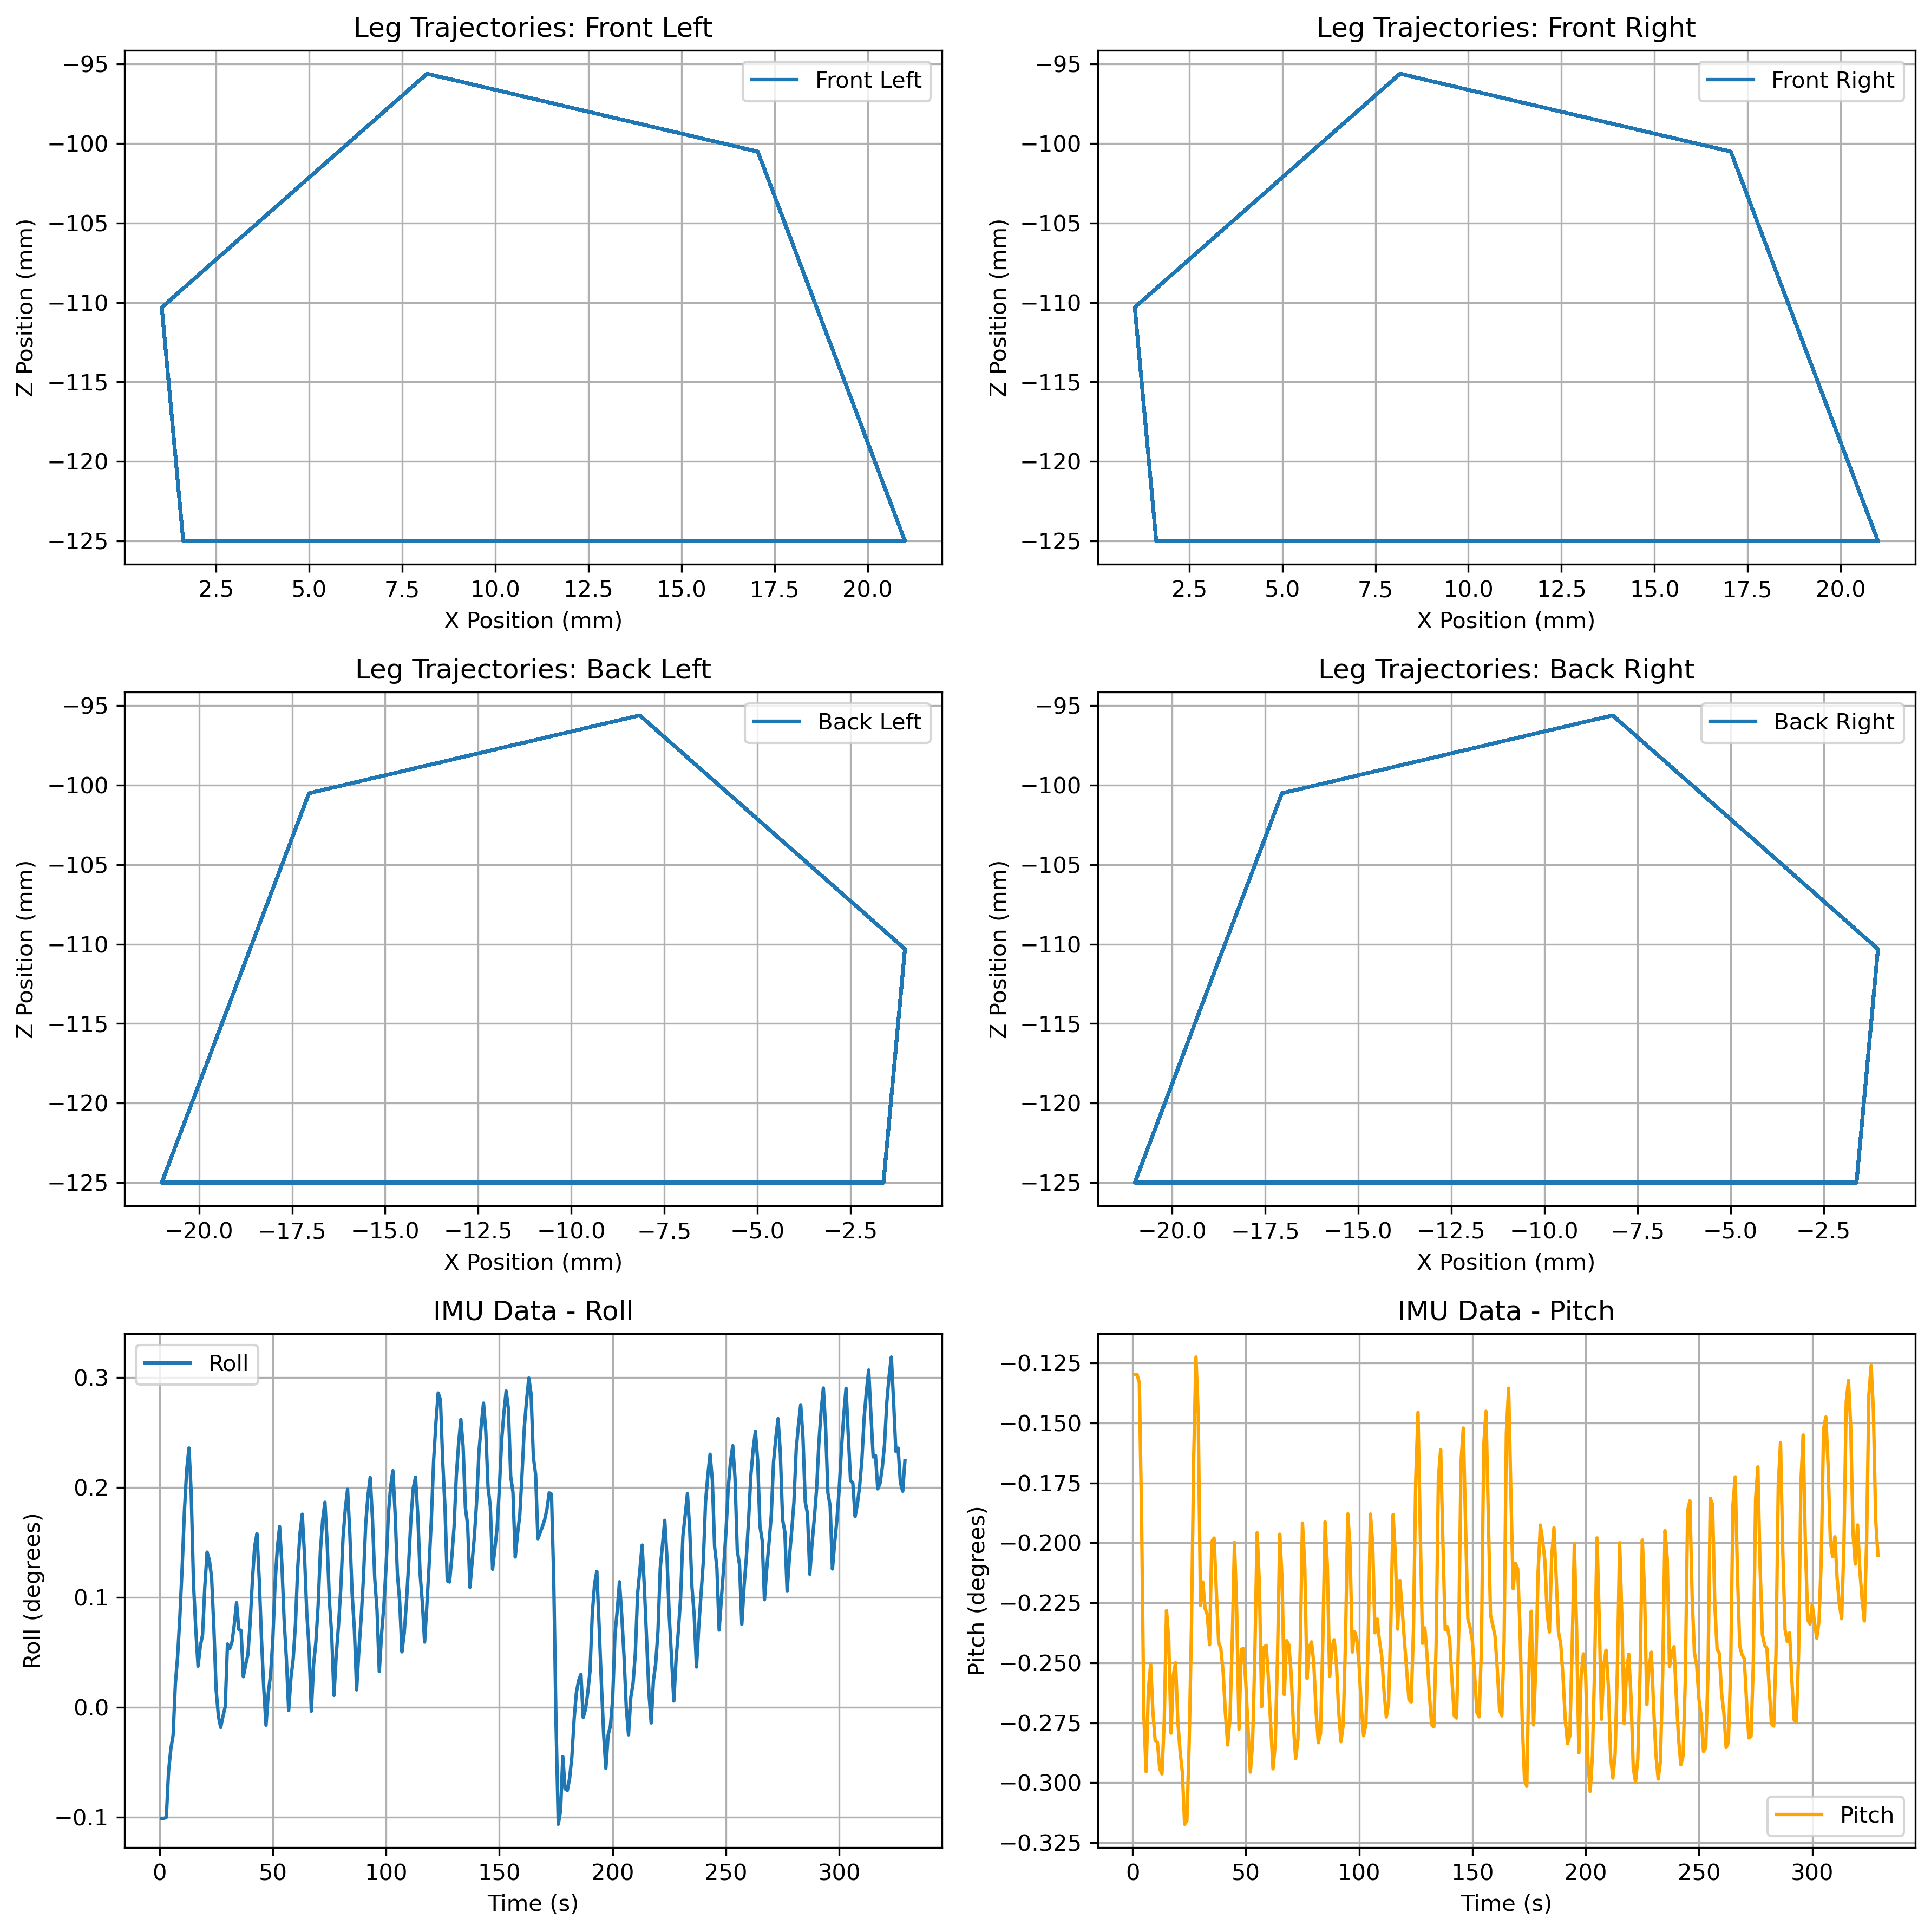 Leg Trajectories: Front Left
Front Left
Z Position (mm)
−95
−100
−105
−110
−115
−120
−125
2.5 5.0 7.5 10.0 12.5 15.0 17.5 20.0
X Position (mm)
Leg Trajectories: Front Right
Front Right
Z Position (mm)
−95
−100
−105
−110
−115
−120
−125
2.5 5.0 7.5 10.0 12.5 15.0 17.5 20.0
X Position (mm)
Leg Trajectories: Back Left
Back Left
Z Position (mm)
−95
−100
−105
−110
−115
−120
−125
−20.0 −17.5 −15.0 −12.5 −10.0 −7.5 −5.0 −2.5
X Position (mm)
Leg Trajectories: Back Right
Back Right
Z Position (mm)
−95
−100
−105
−110
−115
−120
−125
−20.0 −17.5 −15.0 −12.5 −10.0 −7.5 −5.0 −2.5
X Position (mm)
IMU Data - Roll
Roll
Roll (degrees)
0.3
0.2
0.1
0.0
−0.1
0 50 100 150 200 250 300
Time (s)
IMU Data - Pitch
Pitch (degrees)
−0.125
−0.150
−0.175
−0.200
−0.225
−0.250
−0.275
−0.300
−0.325
Pitch
0 50 100 150 200 250 300
Time (s)